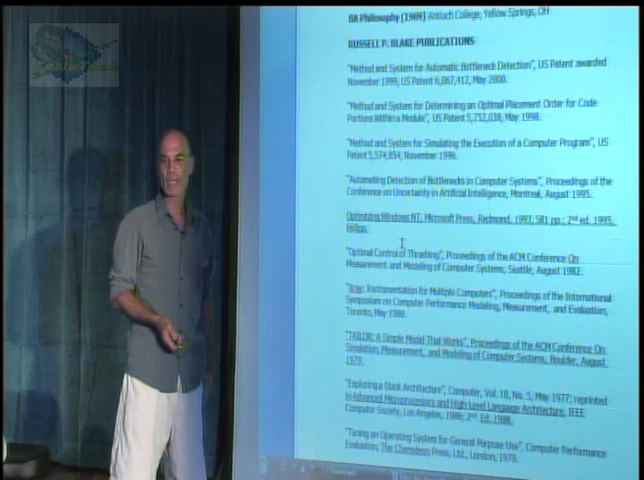 BA Philosophy (1969) Antioch College, Yellow Springs, OH
RUSSELL P. BLAKE PUBLICATIONS
"Method and System for Automatic Bottleneck Detection", US Patent awarded
November 1999, US Patent 6,067,412, May 2000.
"Method and System for Determining an Optimal Placement Order for Code
Portions Within a Module", US Patent 5,752,038, May 1998.
"Method and System for Simulating the Execution of a Computer Program", US
Patent 5,574,854, November 1996.
"Automating Detection of Bottlenecks in Computer Systems", Proceedings of the
Conference on Uncertainty in Artificial Intelligence, Montreal, August 1995.
Optimizing Windows NT, Microsoft Press, Redmond, 1993, 581 pp.; 2nd ed. 1995,
660pp.
"Optimal Control of Thrashing", Proceedings of the ACM Conference On
Measurement and Modeling of Computer Systems, Seattle, August 1982.
"Xray: Instrumentation for Multiple Computers", Proceedings of the International
Symposium on Computer Performance Modeling, Measurement, and Evaluation,
Toronto, May 1980.
"TAILOR: A Simple Model That Works", Proceedings of the ACM Conference On
Simulation, Measurement, and Modeling of Computer Systems, Boulder, August
1979.
"Exploring a Stack Architecture", Computer, Vol. 10, No. 5, May 1977; reprinted
in Advanced Microprocessors and High-Level Language Architecture, IEEE
Computer Society, Los Angeles, 1986; 2nd Ed. 1988.
"Tuning an Operating System for General Purpose Use", Computer Performance
Evaluation, The Chameleon Press, Ltd., London, 1979.